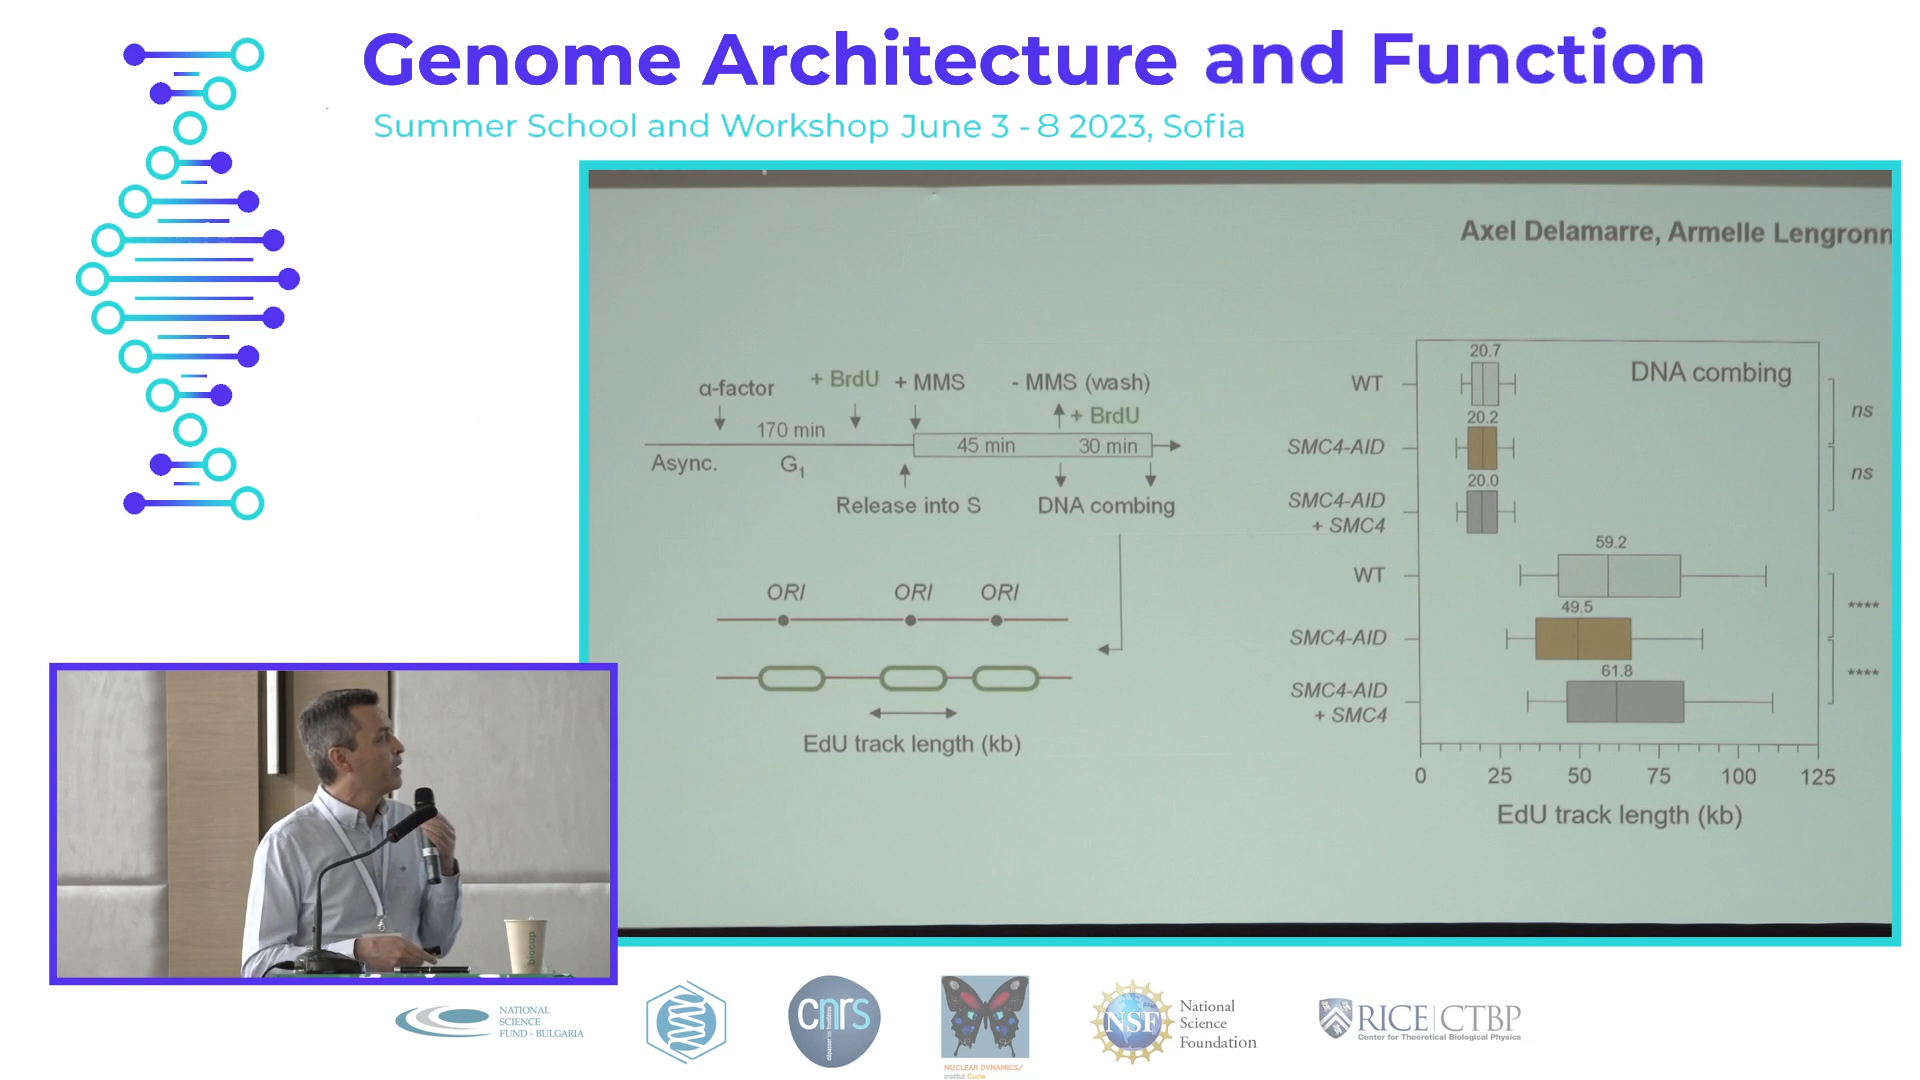 Genome Architecture and Function
Summer School and Workshop June 3 - 8 2023, Sofia
Axel Delamarre, Armelle Lengronn
α-factor
+ BrdU
+ MMS
- MMS (wash)
+ BrdU
170 min
45 min
30 min
Async.
G1
Release into S
DNA combing
ORI
ORI
ORI
EdU track length (kb)
DNA combing
WT
20.7
SMC4-AID
20.2
SMC4-AID
+ SMC4
20.0
WT
59.2
SMC4-AID
49.5
SMC4-AID
+ SMC4
61.8
ns
ns
****
****
0 25 50 75 100 125
EdU track length (kb)
biocup
NATIONAL
SCIENCE
FUND - BULGARIA
cnrs
NUCLEAR DYNAMICS/
institut Curie
NSF
National
Science
Foundation
RICE | CTBP
Center for Theoretical Biological Physics